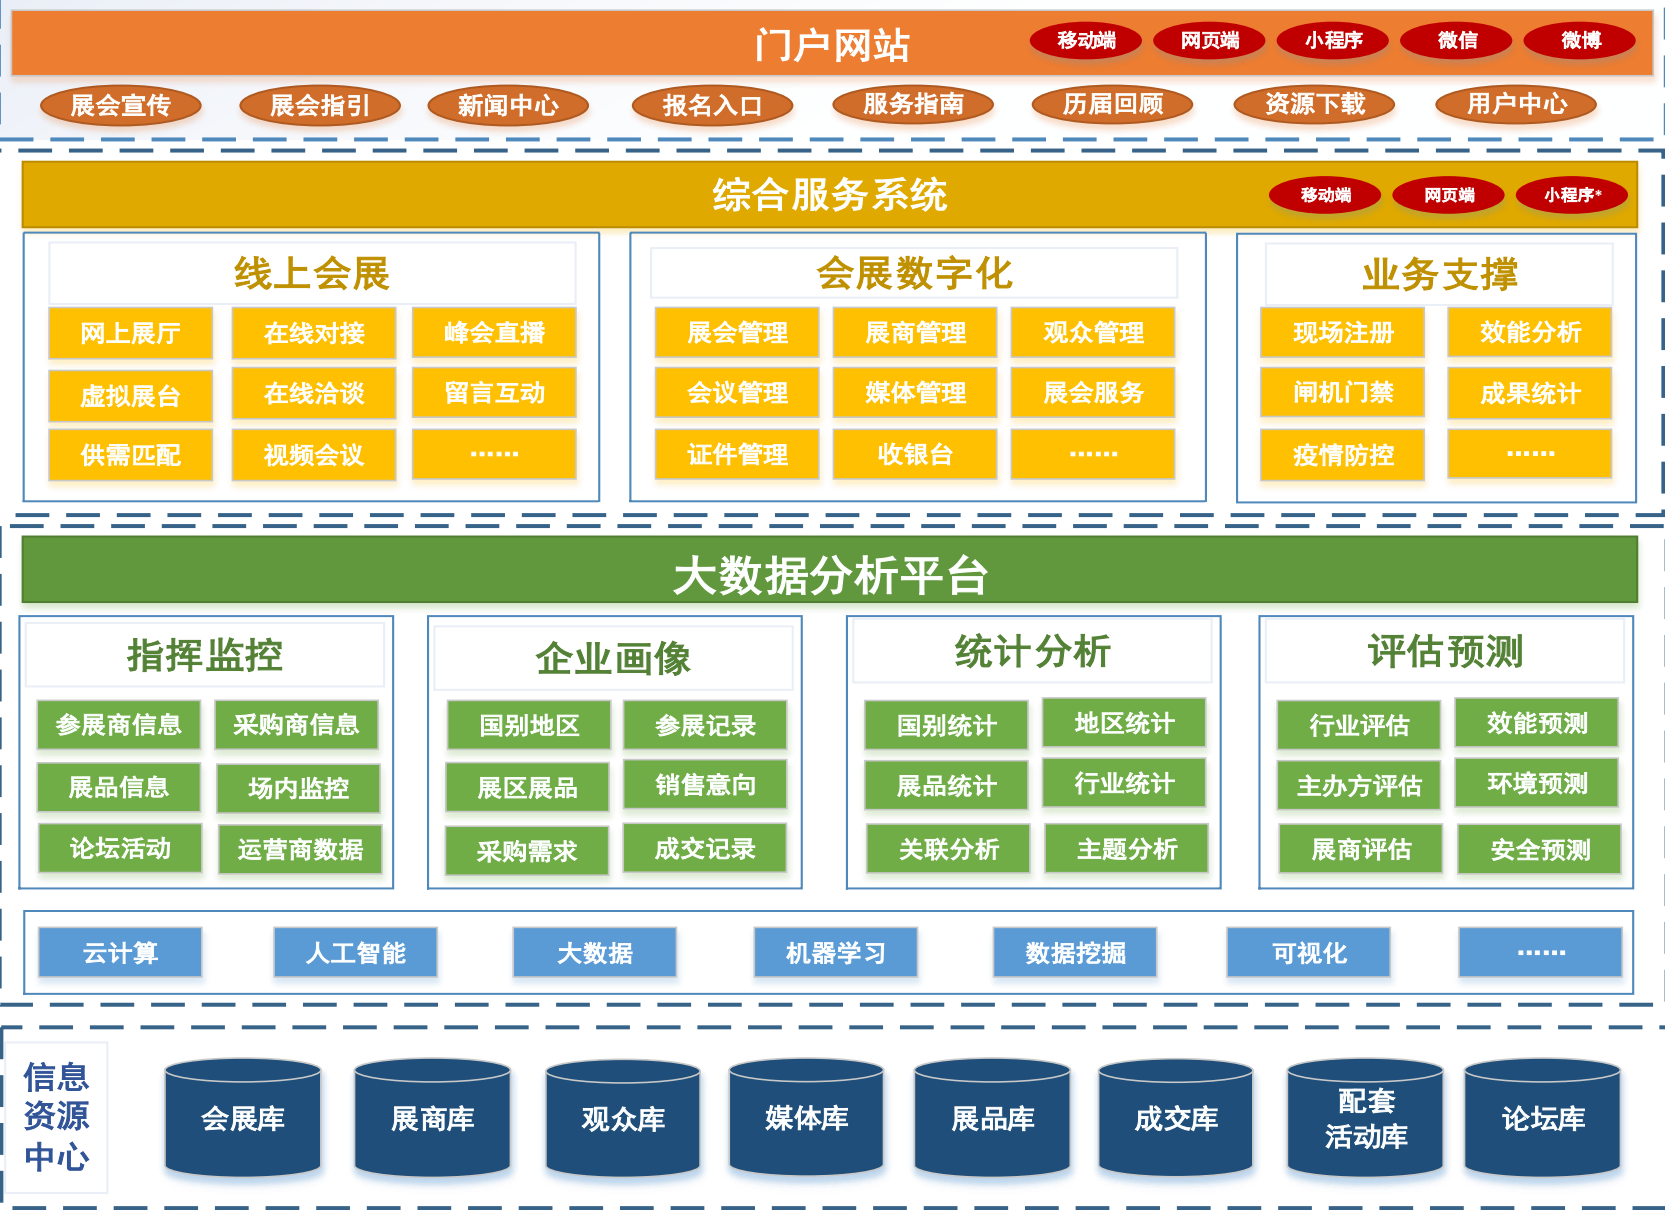 门户网站
移动端
网页端
小程序
微信
微博
展会宣传
展会指引
新闻中心
报名入口
服务指南
历届回顾
资源下载
用户中心
综合服务系统
移动端
网页端
小程序*
线上会展
网上展厅
在线对接
峰会直播
虚拟展台
在线洽谈
留言互动
供需匹配
视频会议
······
会展数字化
展会管理
展商管理
观众管理
会议管理
媒体管理
展会服务
证件管理
收银台
······
业务支撑
现场注册
效能分析
闸机门禁
成果统计
疫情防控
······
大数据分析平台
指挥监控
参展商信息
采购商信息
展品信息
场内监控
论坛活动
运营商数据
企业画像
国别地区
参展记录
展区展品
销售意向
采购需求
成交记录
统计分析
国别统计
地区统计
展品统计
行业统计
关联分析
主题分析
评估预测
行业评估
效能预测
主办方评估
环境预测
展商评估
安全预测
云计算
人工智能
大数据
机器学习
数据挖掘
可视化
······
信息
资源
中心
会展库
展商库
观众库
媒体库
展品库
成交库
配套
活动库
论坛库